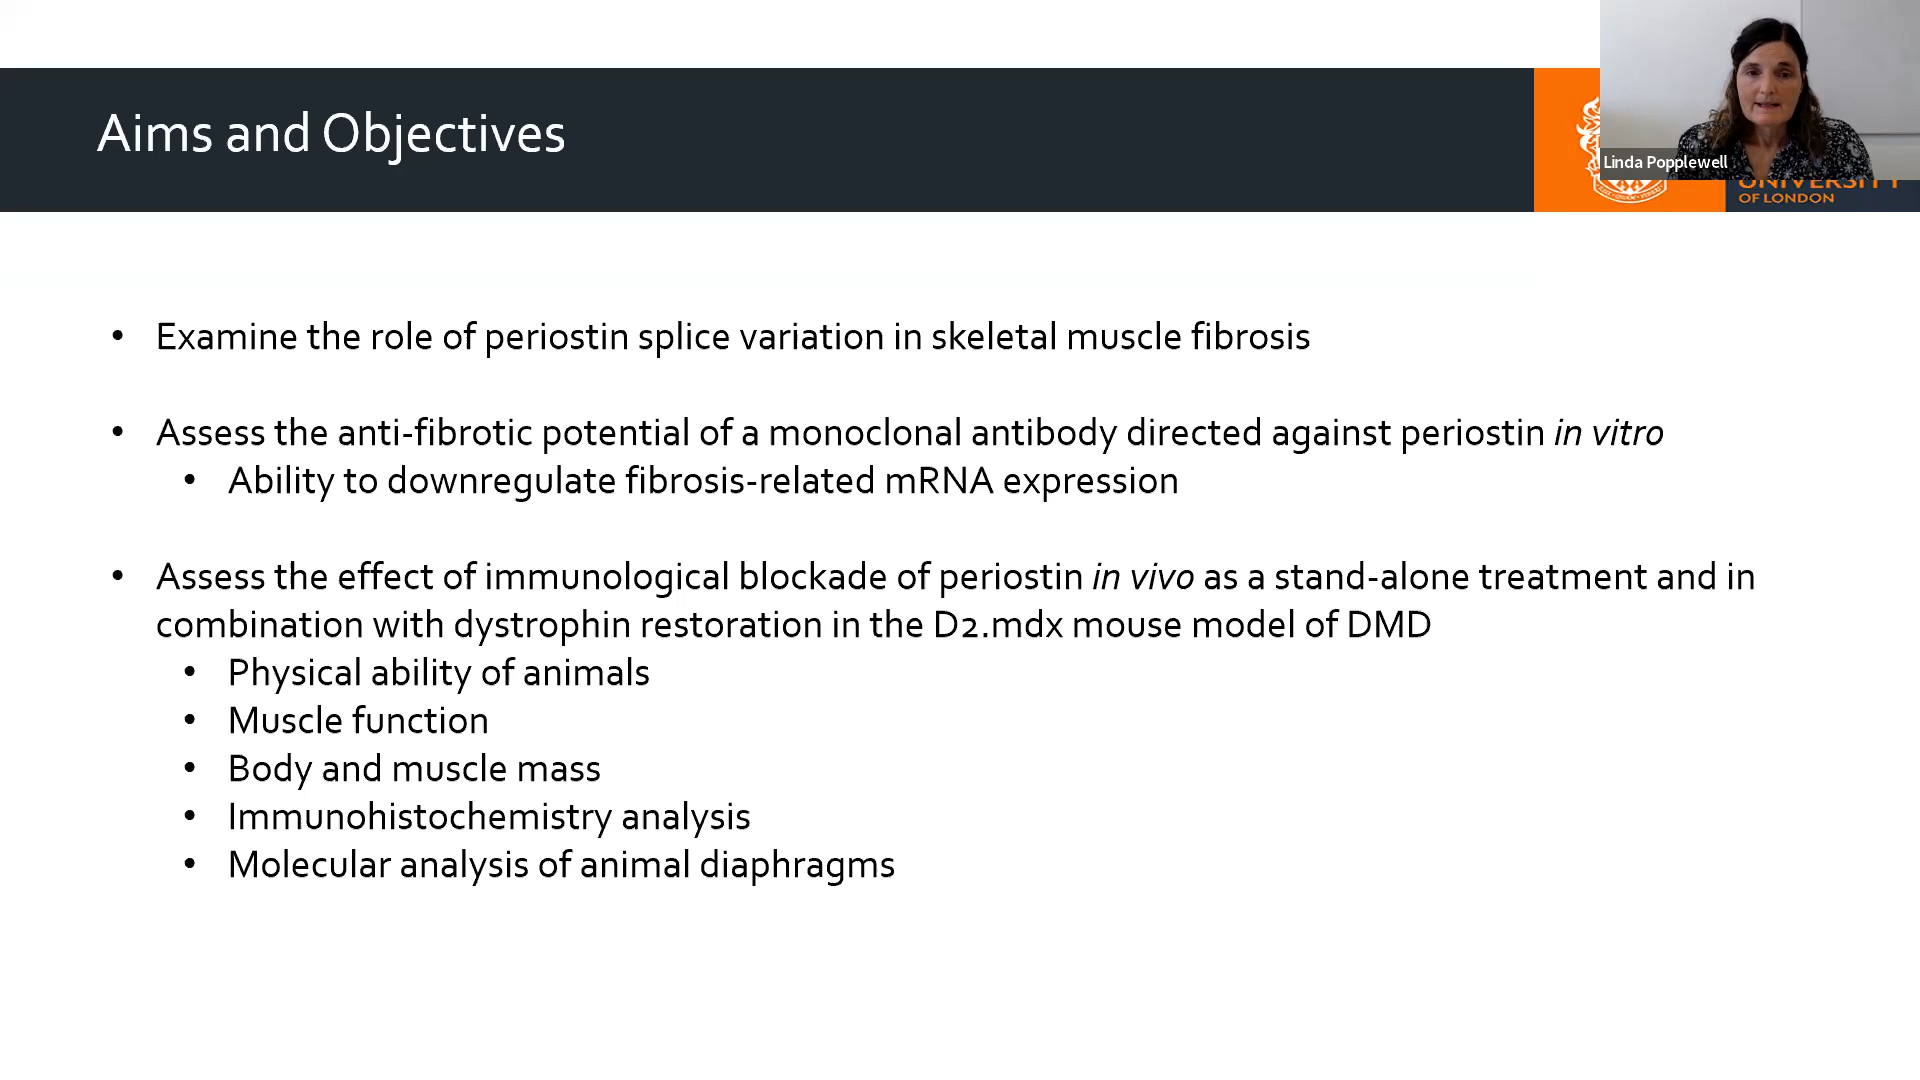 Aims and Objectives
Linda Popplewell
UNIVERSITY
OF LONDON
• Examine the role of periostin splice variation in skeletal muscle fibrosis
• Assess the anti-fibrotic potential of a monoclonal antibody directed against periostin in vitro
• Ability to downregulate fibrosis-related mRNA expression
• Assess the effect of immunological blockade of periostin in vivo as a stand-alone treatment and in
combination with dystrophin restoration in the D2.mdx mouse model of DMD
• Physical ability of animals
• Muscle function
• Body and muscle mass
• Immunohistochemistry analysis
• Molecular analysis of animal diaphragms